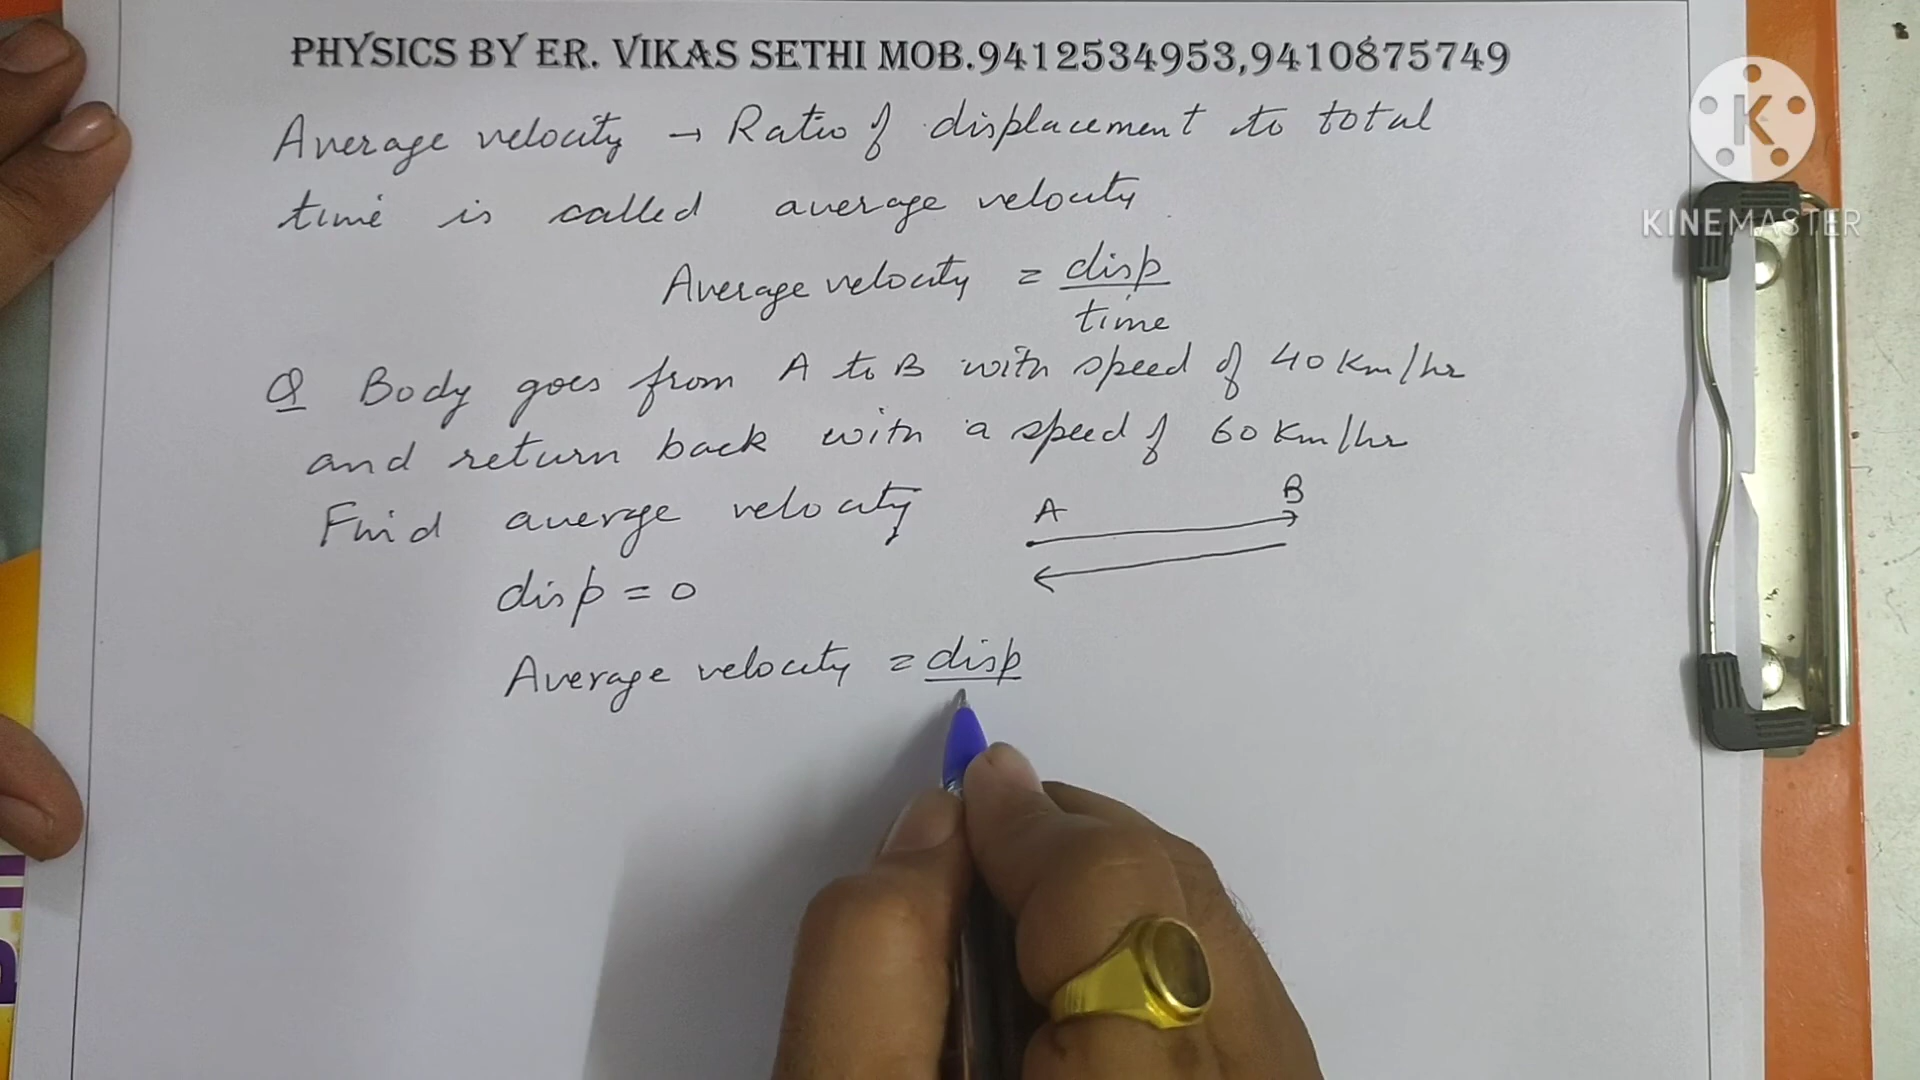 PHYSICS BY ER. VIKAS SETHI MOB.9412534953,9410875749
K
KINEMASTER
Average velocity → Ratio of displacement to total
time is called average velocity
Average velocity = disp
time
Q Body goes from A to B with speed of 40 Km/hr
and return back with a speed of 60 Km/hr
Find averge velocity
A B
disp = 0
Average velocity = disp